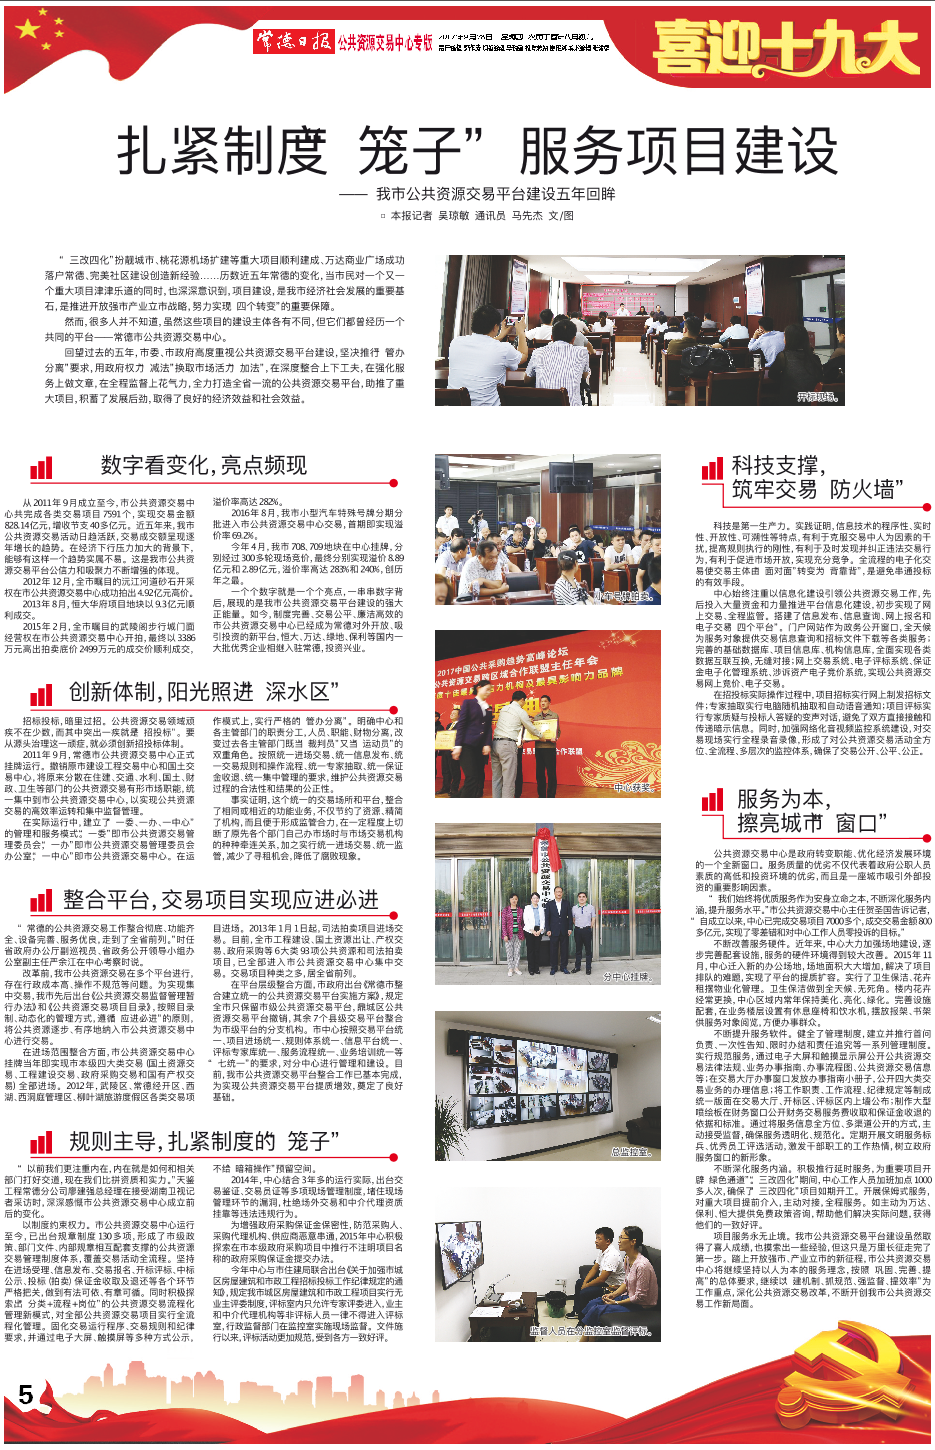 常德日报
公共资源交易中心专版
喜迎十九大
扎紧制度“笼子” 服务项目建设
—— 我市公共资源交易平台建设五年回眸
□ 本报记者 吴琼敏 通讯员 马先杰 文/图
“三改四化”扮靓城市、桃花源机场扩建等重大项目顺利建成、万达商业广场成功
落户常德、完美社区建设创造新经验……历数近五年常德的变化,当市民对一个又一
个重大项目津津乐道的同时,也深深意识到,项目建设,是我市经济社会发展的重要基
石,是推进开放强市产业立市战略,努力实现“四个转变”的重要保障。
然而,很多人并不知道,虽然这些项目的建设主体各有不同,但它们都曾经历一个
共同的平台——常德市公共资源交易中心。
回望过去的五年,市委、市政府高度重视公共资源交易平台建设,坚决推行“管办
分离”要求,用政府权力“减法”换取市场活力“加法”,在深度整合上下工夫,在强化服
务上做文章,在全程监督上花气力,全力打造全省一流的公共资源交易平台,助推了重
大项目,积蓄了发展后劲,取得了良好的经济效益和社会效益。
开标现场。
数字看变化,亮点频现
从2011年9月成立至今,市公共资源交易中
心共完成各类交易项目7591个,实现交易金额
828.14亿元,增收节支40多亿元。近五年来,我市
公共资源交易活动日趋活跃,交易成交额呈现逐
年增长的趋势。在经济下行压力加大的背景下,
能够有这样一个趋势实属不易。这是我市公共资
源交易平台公信力和吸聚力不断增强的体现。
2012年12月,全市瞩目的沅江河道砂石开采
权在市公共资源交易中心成功拍出4.92亿元高价。
2013年8月,恒大华府项目地块以9.3亿元顺
利成交。
2015年2月,全市瞩目的武陵阁步行城门面
经营权在市公共资源交易中心开拍,最终以3386
万元高出拍卖底价2499万元的成交价顺利成交,
溢价率高达282%。
2016年8月,我市小型汽车特殊号牌分期分
批进入市公共资源交易中心交易,首期即实现溢
价率69.2%。
今年4月,我市708、709地块在中心挂牌,分
别经过300多轮现场竞价,最终分别实现溢价8.89
亿元和2.89亿元,溢价率高达283%和240%,创历
年之最。
一个个数字就是一个个亮点,一串串数字背
后,展现的是我市公共资源交易平台建设的强大
正能量。如今,制度完善、交易公平、廉洁高效的
市公共资源交易中心已经成为常德对外开放、吸
引投资的新平台,恒大、万达、绿地、保利等国内一
大批优秀企业相继入驻常德,投资兴业。
小车号牌拍卖。
创新体制,阳光照进“深水区”
招标投标,暗里过招。公共资源交易领域顽
疾不在少数,而其中突出一疾就是“招投标”。要
从源头治理这一顽症,就必须创新招投标体制。
2011年9月,常德市公共资源交易中心正式
挂牌运行。撤销原市建设工程交易中心和国土交
易中心,将原来分散在住建、交通、水利、国土、财
政、卫生等部门的公共资源交易有形市场职能,统
一集中到市公共资源交易中心,以实现公共资源
交易的高效率运转和集中监督管理。
在实际运行中,建立了“一委、一办、一中心”
的管理和服务模式:“一委”即市公共资源交易管
理委员会;“一办”即市公共资源交易管理委员会
办公室;“一中心”即市公共资源交易中心。在运
作模式上,实行严格的“管办分离”。明确中心和
各主管部门的职责分工,人员、职能、财物分离,改
变过去各主管部门既当“裁判员”又当“运动员”的
双重角色。按照统一进场交易、统一信息发布、统
一交易规则和操作流程、统一专家抽取、统一保证
金收退、统一集中管理的要求,维护公共资源交易
过程的合法性和结果的公正性。
事实证明,这个统一的交易场所和平台,整合
了相同或相近的功能业务,不仅节约了资源、精简
了机构,而且便于形成监管合力,在一定程度上切
断了原先各个部门自己办市场时与市场交易机构
的种种牵连关系,加之实行统一进场交易、统一监
管,减少了寻租机会,降低了腐败现象。
2017中国公共采购趋势高峰论坛
中心获奖。
整合平台,交易项目实现应进必进
“常德的公共资源交易工作整合彻底、功能齐
全、设备完善、服务优良,走到了全省前列。”时任
省政府办公厅副巡视员、省政务公开领导小组办
公室副主任严余江在中心考察时说。
改革前,我市公共资源交易在多个平台进行,
存在行政成本高、操作不规范等问题。为实现集
中交易,我市先后出台《公共资源交易监督管理暂
行办法》和《公共资源交易项目目录》,按照目录
制、动态化的管理方式,遵循“应进必进”的原则,
将公共资源逐步、有序地纳入市公共资源交易中
心进行交易。
在进场范围整合方面,市公共资源交易中心
挂牌当年即实现市本级四大类交易(国土资源交
易、工程建设交易、政府采购交易和国有产权交
易)全部进场。2012年,武陵区、常德经开区、西
湖、西洞庭管理区、柳叶湖旅游度假区各类交易项
目进场。2013年1月1日起,司法拍卖项目进场交
易。目前,全市工程建设、国土资源出让、产权交
易、政府采购等6大类93项公共资源和司法拍卖
项目,已全部进入市公共资源交易中心集中交
易。交易项目种类之多,居全省前列。
在平台层级整合方面,市政府出台《常德市整
合建立统一的公共资源交易平台实施方案》,规定
全市只保留市级公共资源交易平台,鼎城区公共
资源交易平台撤销,其余7个县级交易平台整合
为市级平台的分支机构。市中心按照交易平台统
一、项目进场统一、规则体系统一、信息平台统一、
评标专家库统一、服务流程统一、业务培训统一等
“七统一”的要求,对分中心进行管理和建设。目
前,我市公共资源交易平台整合工作已基本完成,
为实现公共资源交易平台提质增效,奠定了良好
基础。
分中心挂牌。
总监控室。
规则主导,扎紧制度的“笼子”
“以前我们更注重内在,内在就是如何和相关
部门打好交道,现在我们比拼资质和实力。”天鉴
工程常德分公司廖建强总经理在接受湖南卫视记
者采访时,深深感慨市公共资源交易中心成立前
后的变化。
以制度约束权力。市公共资源交易中心运行
至今,已出台规章制度130多项,形成了市级政
策、部门文件、内部规章相互配套支撑的公共资源
交易管理制度体系,覆盖交易活动全流程。坚持
在进场受理、信息发布、交易报名、开标评标、中标
公示、投标(拍卖)保证金收取及退还等各个环节
严格把关,做到有法可依、有章可循。同时积极探
索出“分类+流程+岗位”的公共资源交易流程化
管理新模式,对全部公共资源交易项目实行全流
程化管理。固化交易运行程序、交易规则和纪律
要求,并通过电子大屏、触摸屏等多种方式公示,
不给“暗箱操作”预留空间。
2014年,中心结合3年多的运行实际,出台交
易鉴证、交易员证等多项现场管理制度,堵住现场
管理环节的漏洞,杜绝场外交易和中介代理资质
挂靠等违法违规行为。
为增强政府采购保证金保密性,防范采购人、
采购代理机构、供应商恶意串通,2015年中心积极
探索在市本级政府采购项目中推行不注明项目名
称的政府采购保证金提交办法。
今年中心与市住建局联合出台《关于加强市城
区房屋建筑和市政工程招标投标工作纪律规定的通
知》,规定我市城区房屋建筑和市政工程项目实行无
业主评委制度,评标室内只允许专家评委进入,业主
和中介代理机构等非评标人员一律不得进入评标
室,行政监督部门在监控室实施现场监督。文件施
行以来,评标活动更加规范,受到各方一致好评。
监督人员在分监控室监督评标。
科技支撑,
筑牢交易“防火墙”
科技是第一生产力。实践证明,信息技术的程序性、实时
性、开放性、可溯性等特点,有利于克服交易中人为因素的干
扰,提高规则执行的刚性,有利于及时发现并纠正违法交易行
为,有利于促进市场开放,实现充分竞争。全流程的电子化交
易使交易主体由“面对面”转变为“背靠背”,是避免串通投标
的有效手段。
中心始终注重以信息化建设引领公共资源交易工作,先
后投入大量资金和力量推进平台信息化建设,初步实现了网
上交易、全程监管。搭建了信息发布、信息查询、网上报名和
电子交易“四个平台”。门户网站作为政务公开窗口,全天候
为服务对象提供交易信息查询和招标文件下载等各类服务;
完善的基础数据库、项目信息库、机构信息库,全面实现各类
数据互联互换,无缝对接;网上交易系统、电子评标系统、保证
金电子化管理系统,涉诉资产电子竞价系统,实现公共资源交
易网上竞价、电子交易。
在招投标实际操作过程中,项目招标实行网上制发招标文
件;专家抽取实行电脑随机抽取和自动语音通知;项目评标实
行专家质疑与投标人答疑的变声对话,避免了双方直接接触和
传递暗示信息。同时,加强网络化音视频监控系统建设,对交
易现场实行全程录音录像,形成了对公共资源交易活动全方
位、全流程、多层次的监控体系,确保了交易公开、公平、公正。
服务为本,
擦亮城市“窗口”
公共资源交易中心是政府转变职能、优化经济发展环境
的一个全新窗口。服务质量的优劣不仅代表着政府公职人员
素质的高低和投资环境的优劣,而且是一座城市吸引外部投
资的重要影响因素。
“我们始终将优质服务作为安身立命之本,不断深化服务内
涵,提升服务水平。”市公共资源交易中心主任贺圣国告诉记者,
“自成立以来,中心已完成交易项目7000多个,成交交易金额800
多亿元,实现了零差错和对中心工作人员零投诉的目标。”
不断改善服务硬件。近年来,中心大力加强场地建设,逐
步完善配套设施,服务的硬件环境得到较大改善。2015年11
月,中心迁入新的办公场地,场地面积大大增加,解决了项目
排队的难题,实现了平台的提质扩容。实行了卫生保洁、花卉
租摆物业化管理。卫生保洁做到全天候、无死角。楼内花卉
经常更换,中心区域内常年保持美化、亮化、绿化。完善设施
配套,在业务楼层设置有休息座椅和饮水机,摆放报架、书架
供服务对象阅览,方便办事群众。
不断提升服务软件。健全了管理制度,建立并推行首问
负责、一次性告知、限时办结和责任追究等一系列管理制度。
实行规范服务,通过电子大屏和触摸显示屏公开公共资源交
易法律法规、业务办事指南、办事流程图、公共资源交易信息
等;在交易大厅办事窗口发放办事指南小册子,公开四大类交
易业务的办理信息;将工作职责、工作流程、纪律规定等制成
统一版面在交易大厅、开标区、评标区内上墙公布;制作大型
喷绘板在财务窗口公开财务交易服务费收取和保证金收退的
依据和标准。通过将服务信息全方位、多渠道公开的方式,主
动接受监督,确保服务透明化、规范化。定期开展文明服务标
兵、优秀员工评选活动,激发干部职工的工作热情,树立政府
服务窗口的新形象。
不断深化服务内涵。积极推行延时服务,为重要项目开
辟“绿色通道”;“三改四化”期间,中心工作人员加班加点1000
多人次,确保了“三改四化”项目如期开工。开展保姆式服务,
对重大项目提前介入,主动对接,全程服务。如主动为万达、
保利、恒大提供免费政策咨询,帮助他们解决实际问题,获得
他们的一致好评。
项目服务永无止境。我市公共资源交易平台建设虽然取
得了喜人成绩,也摸索出一些经验,但这只是万里长征走完了
第一步。踏上开放强市、产业立市的新征程,市公共资源交易
中心将继续坚持以人为本的服务理念,按照“巩固、完善、提
高”的总体要求,继续以“建机制、抓规范、强监督、提效率”为
工作重点,深化公共资源交易改革,不断开创我市公共资源交
易工作新局面。
5